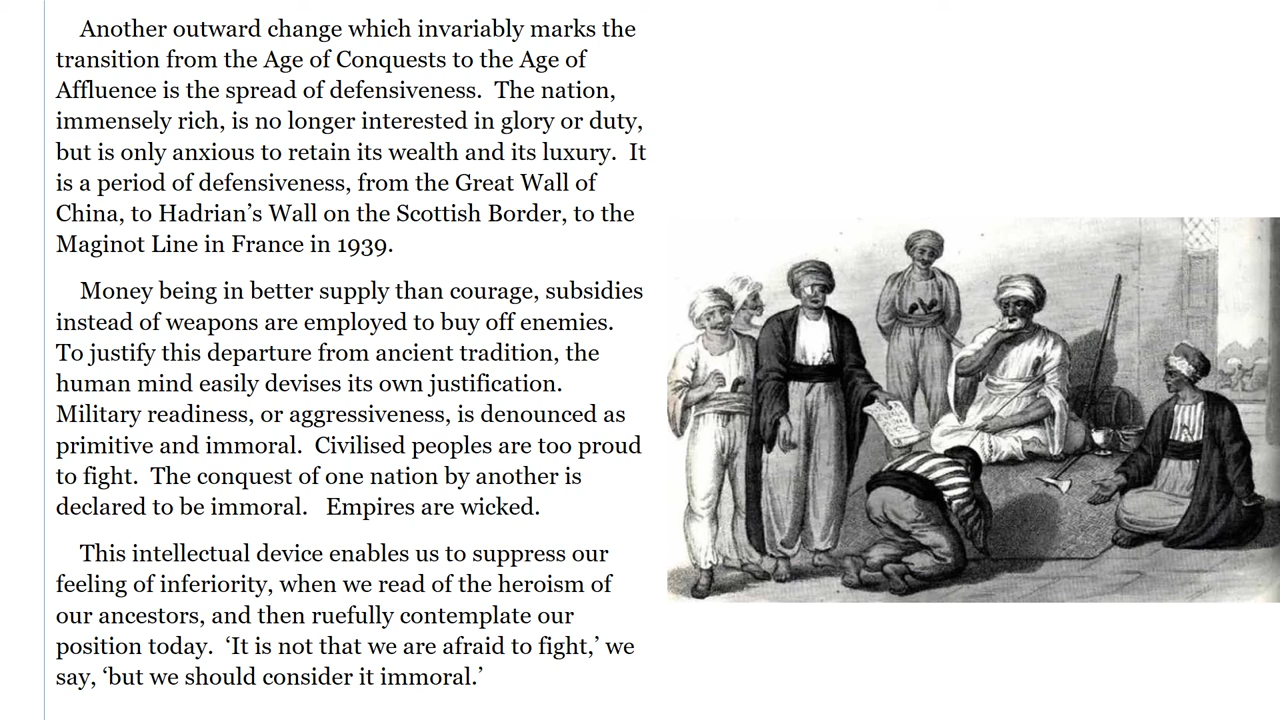 Another outward change which invariably marks the
transition from the Age of Conquests to the Age of
Affluence is the spread of defensiveness. The nation,
immensely rich, is no longer interested in glory or duty,
but is only anxious to retain its wealth and its luxury. It
is a period of defensiveness, from the Great Wall of
China, to Hadrian’s Wall on the Scottish Border, to the
Maginot Line in France in 1939.
Money being in better supply than courage, subsidies
instead of weapons are employed to buy off enemies.
To justify this departure from ancient tradition, the
human mind easily devises its own justification.
Military readiness, or aggressiveness, is denounced as
primitive and immoral. Civilised peoples are too proud
to fight. The conquest of one nation by another is
declared to be immoral. Empires are wicked.
This intellectual device enables us to suppress our
feeling of inferiority, when we read of the heroism of
our ancestors, and then ruefully contemplate our
position today. ‘It is not that we are afraid to fight,’ we
say, ‘but we should consider it immoral.’